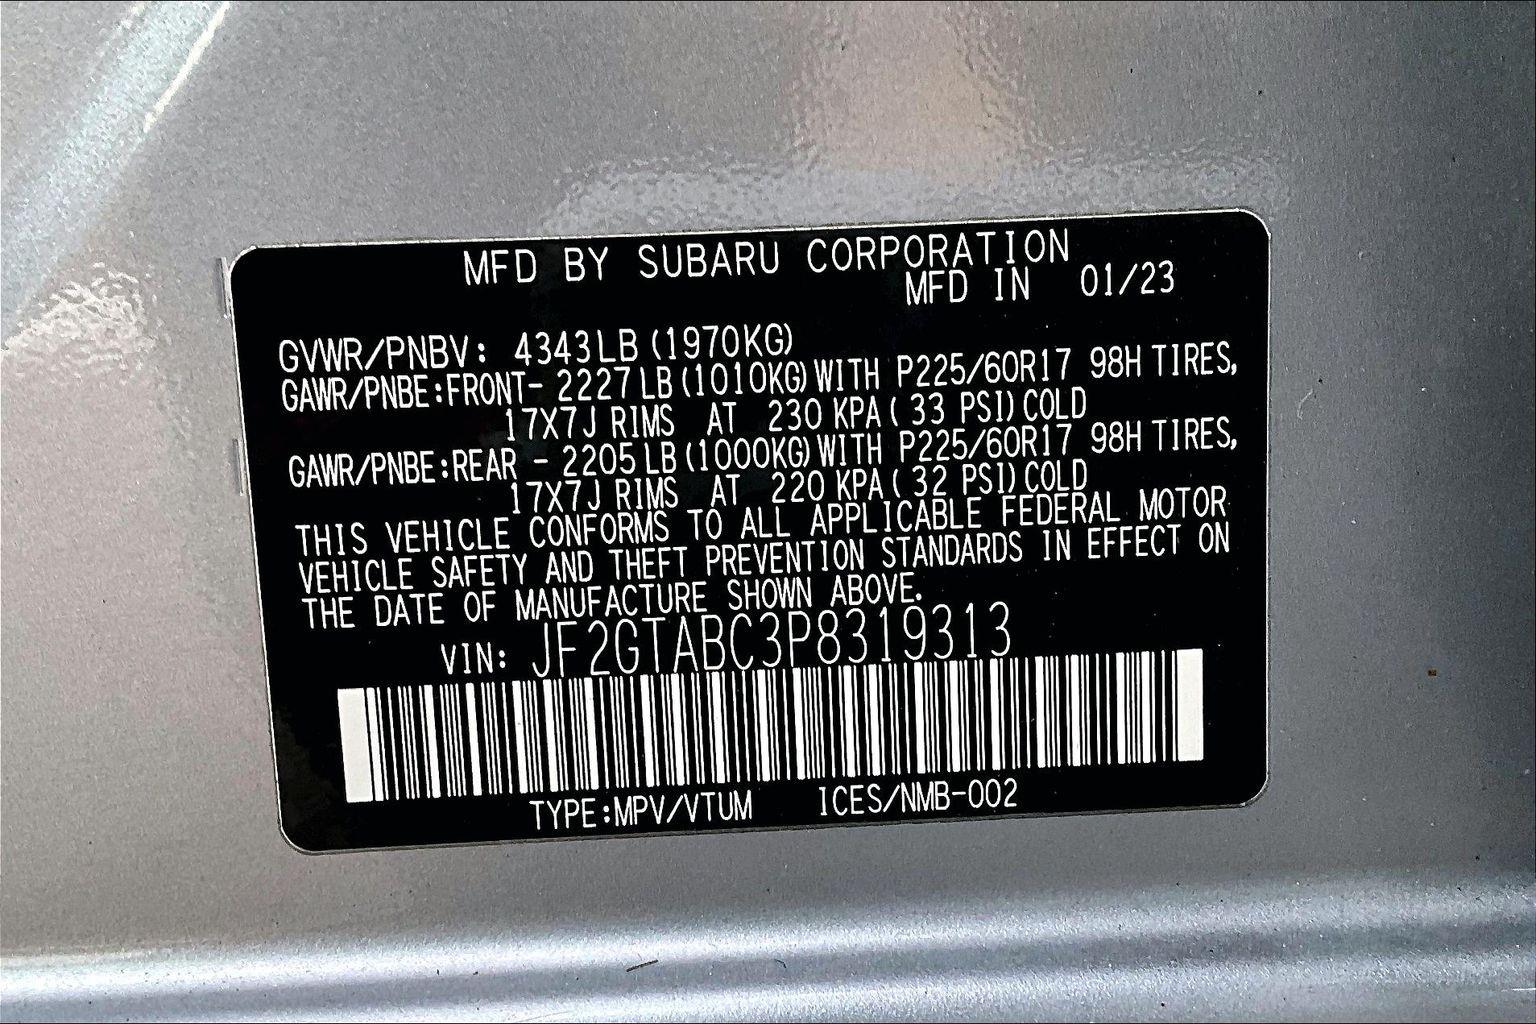 MFD BY SUBARU CORPORATION
MFD IN 01/23
GVWR/PNBV: 4343LB (1970KG)
GAWR/PNBE:FRONT- 2227 LB (1010KG) WITH P225/60R17 98H TIRES,
17X7J RIMS AT 230 KPA ( 33 PSI) COLD
GAWR/PNBE:REAR - 2205 LB (1000KG) WITH P225/60R17 98H TIRES,
17X7J RIMS AT 220 KPA ( 32 PSI) COLD
THIS VEHICLE CONFORMS TO ALL APPLICABLE FEDERAL MOTOR
VEHICLE SAFETY AND THEFT PREVENTION STANDARDS IN EFFECT ON
THE DATE OF MANUFACTURE SHOWN ABOVE.
VIN: JF2GTABC3P8319313
TYPE:MPV/VTUM ICES/NMB-002